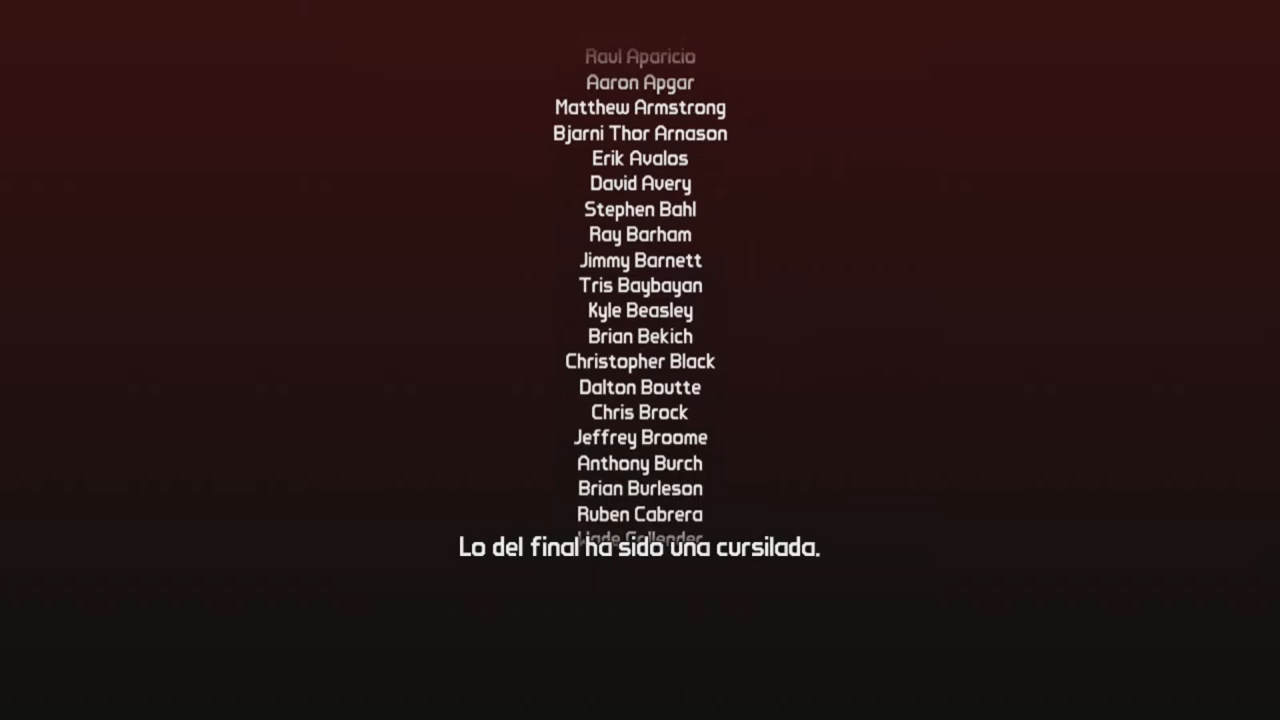 Raul Aparicio
Aaron Apgar
Matthew Armstrong
Bjarni Thor Arnason
Erik Avalos
David Avery
Stephen Bahl
Ray Barham
Jimmy Barnett
Tris Baybayan
Kyle Beasley
Brian Bekich
Christopher Black
Dalton Boutte
Chris Brock
Jeffrey Broome
Anthony Burch
Brian Burleson
Ruben Cabrera
Lo del final ha sido una cursilada.